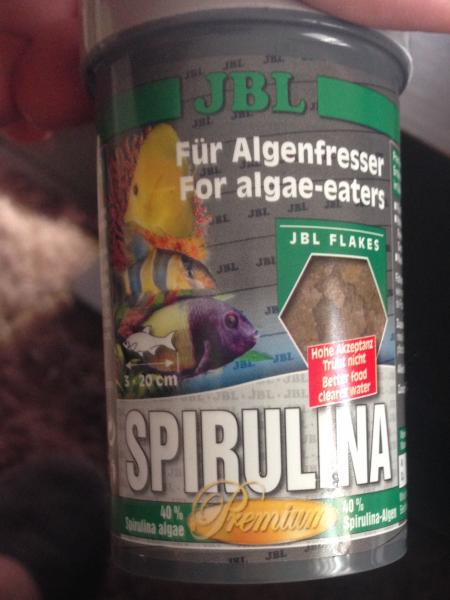 JBL
Für Algenfresser
For algae-eaters
JBL FLAKES
Hohe Akzeptanz
Trübt nicht
Better food
clearer water
3 - 20 cm
SPIRULINA
40 %
Spirulina algae
Premium
40 %
Spirulina-Algen
JBL